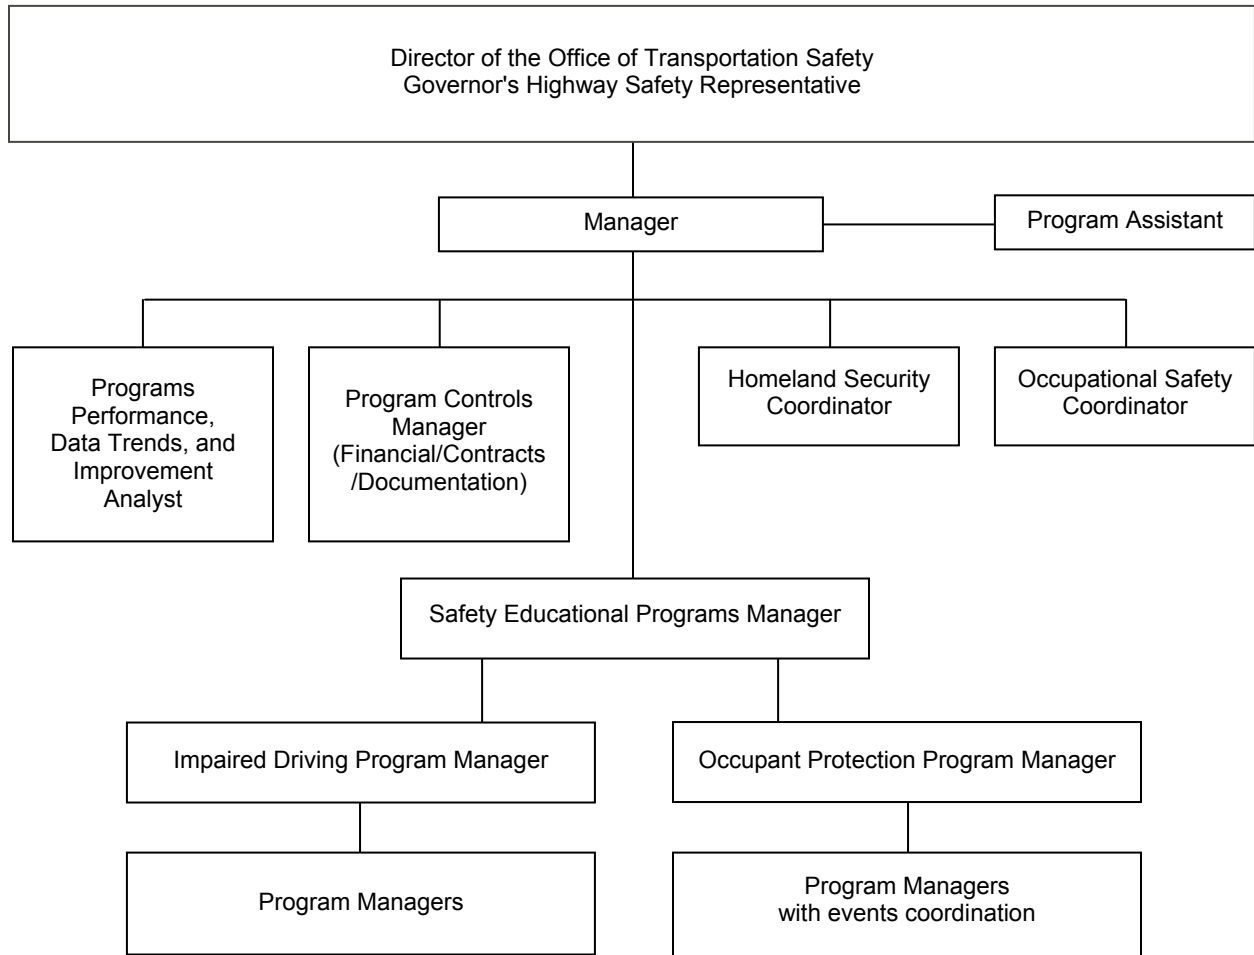 Director of the Office of Transportation Safety
Governor's Highway Safety Representative
Manager
Program Assistant
Programs
Performance,
Data Trends, and
Improvement
Analyst
Program Controls
Manager
(Financial/Contracts
/Documentation)
Homeland Security
Coordinator
Occupational Safety
Coordinator
Safety Educational Programs Manager
Impaired Driving Program Manager
Occupant Protection Program Manager
Program Managers
Program Managers
with events coordination